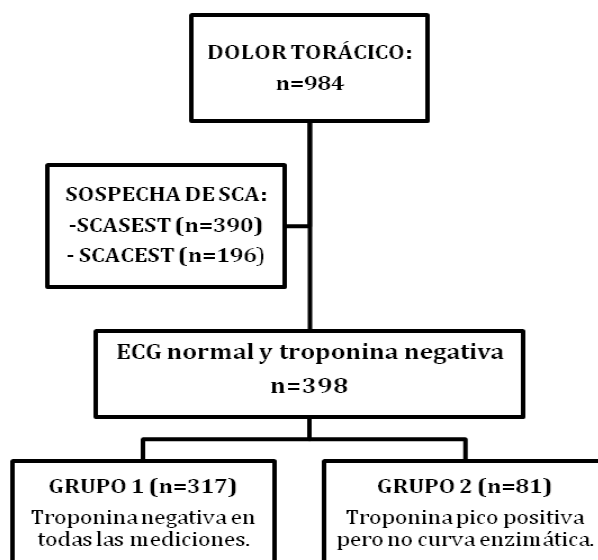 DOLOR TORÁCICO:
n=984
SOSPECHA DE SCA:
-SCASEST (n=390)
- SCACEST (n=196)
ECG normal y troponina negativa
n=398
GRUPO 1 (n=317)
Troponina negativa en
todas las mediciones.
GRUPO 2 (n=81)
Troponina pico positiva
pero no curva enzimática.